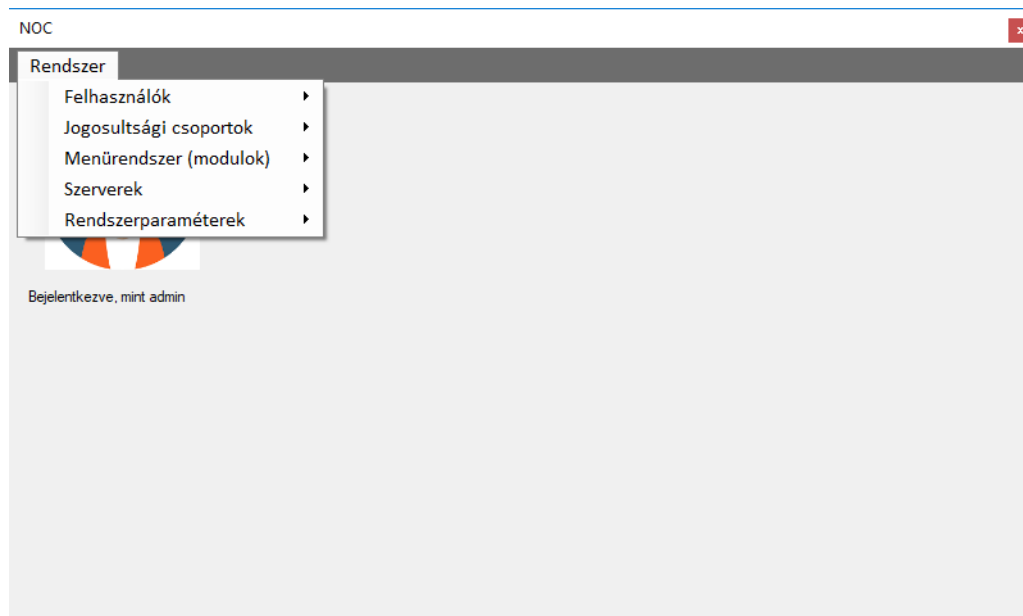 NOC
Rendszer
Felhasználók
Jogosultsági csoportok
Menürendszer (modulok)
Szerverek
Rendszerparaméterek
Bejelentkezve, mint admin